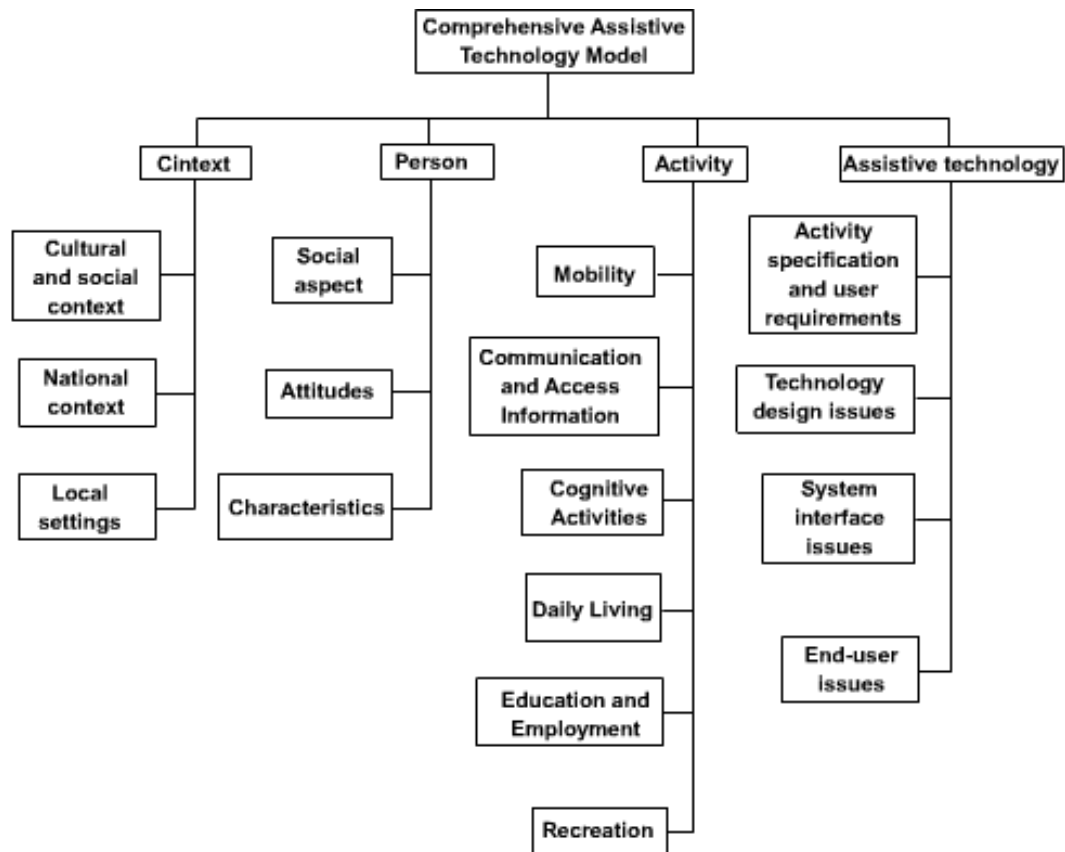 Comprehensive Assistive
Technology Model
Cintext
Person
Activity
Assistive technology
Cultural
and social
context
National
context
Local
settings
Social
aspect
Attitudes
Characteristics
Mobility
Communication
and Access
Information
Cognitive
Activities
Daily Living
Education and
Employment
Recreation
Activity
specification
and user
requirements
Technology
design issues
System
interface
issues
End-user
issues